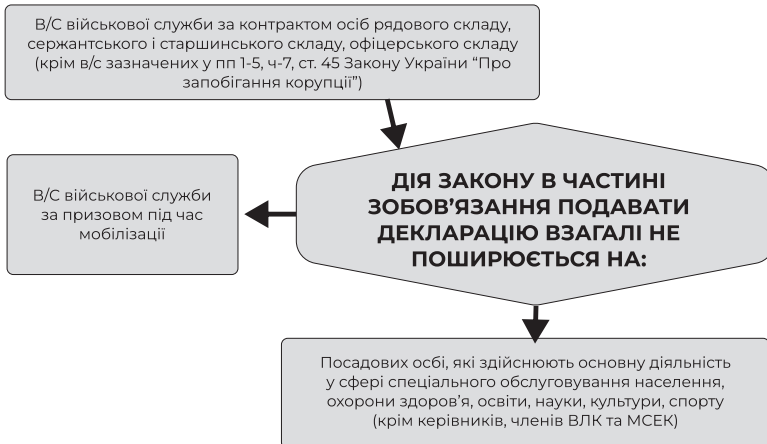 В/С військової служби за контрактом осіб рядового складу,
сержантського і старшинського складу, офіцерського складу
(крім в/с зазначених у пп 1-5, ч-7, ст. 45 Закону України “Про
запобігання корупції”)
ДІЯ ЗАКОНУ В ЧАСТИНІ
ЗОБОВ’ЯЗАННЯ ПОДАВАТИ
ДЕКЛАРАЦІЮ ВЗАГАЛІ НЕ
ПОШИРЮЄТЬСЯ НА:
В/С військової служби
за призовом під час
мобілізації
Посадових осбі, які здійснюють основну діяльність
у сфері спеціального обслуговування населення,
охорони здоров’я, освіти, науки, культури, спорту
(крім керівників, членів ВЛК та МСЕК)